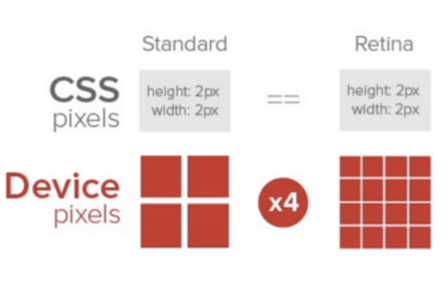 Standard
Retina
CSS
pixels
height: 2px
width: 2px
==
height: 2px
width: 2px
Device
pixels
x4